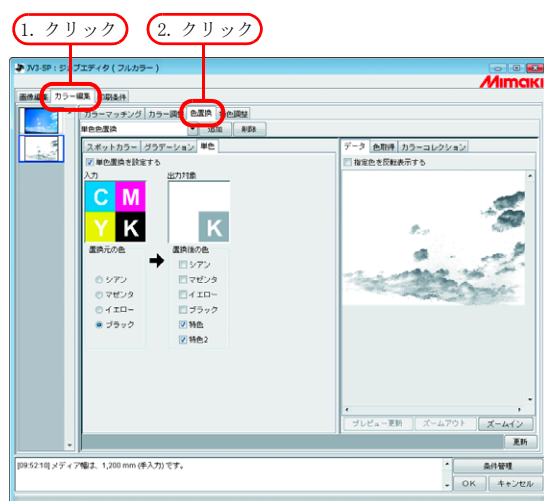 1. クリック
2. クリック
JV3-SP : ジョブエディタ ( フルカラー )
Mimaki
カラー編集 印刷条件
カラーマッチング カラー調整 色置換
単色色置換 追加 削除
スポットカラー グラデーション 単色
データ 色取得 カラーコレクション
単色置換を設定する
指定色を反転表示する
入力 出力対象
C M
Y K
K
置換元の色 置換後の色
シアン シアン
マゼンタ マゼンタ
イエロー イエロー
ブラック ブラック
特色
特色2
プレビュー更新 ズームアウト ズームイン
更新
[09:52:10] メディア幅は、1,200 mm (手入力) です。
条件管理
OK キャンセル